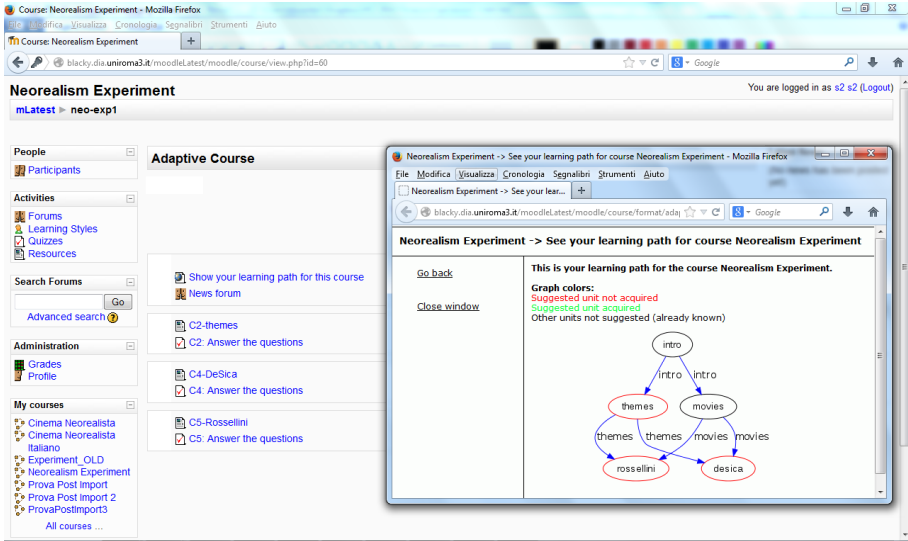 Course: Neorealism Experiment - Mozilla Firefox
File Modifica Visualizza Cronologia Segnalibri Strumenti Aiuto
Course: Neorealism Experiment
blacky.dia.uniroma3.it/moodleLatest/moodle/course/view.php?id=60
Google
Neorealism Experiment
You are logged in as s2 s2 (Logout)
mLatest ► neo-exp1
People
Participants
Activities
Forums
Learning Styles
Quizzes
Resources
Search Forums
Go
Advanced search
Administration
Grades
Profile
My courses
Cinema Neorealista
Cinema Neorealista
Italiano
Experiment_OLD
Neorealism Experiment
Prova Post Import
Prova Post Import 2
ProvaPostImport3
All courses ...
Adaptive Course
Show your learning path for this course
News forum
C2-themes
C2: Answer the questions
C4-DeSica
C4: Answer the questions
C5-Rossellini
C5: Answer the questions
Neorealism Experiment -> See your learning path for course Neorealism Experiment - Mozilla Firefox
File Modifica Visualizza Cronologia Segnalibri Strumenti Aiuto
Neorealism Experiment -> See your lear...
blacky.dia.uniroma3.it/moodleLatest/moodle/course/format/adap
Google
Neorealism Experiment -> See your learning path for course Neorealism Experiment
Go back
Close window
This is your learning path for the course Neorealism Experiment.
Graph colors:
Suggested unit not acquired
Suggested unit acquired
Other units not suggested (already known)
intro
intro intro
themes movies
themes themes movies movies
rossellini desica